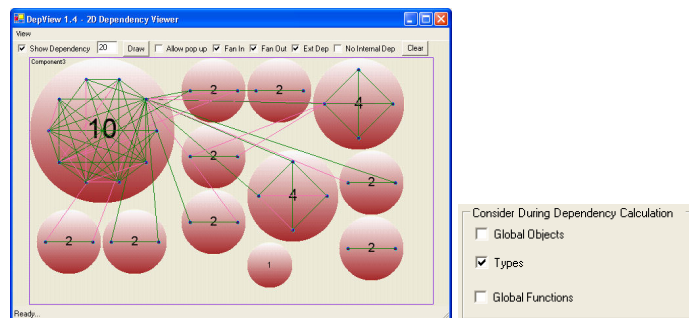 DepView 1.4 - 2D Dependency Viewer
View
Show Dependency 20 Draw Allow pop up Fan In Fan Out Ext Dep No Internal Dep Clear
Component3
2 2
4
10
2
4
2
2
2 2
2
1
Ready...
Consider During Dependency Calculation
Global Objects
Types
Global Functions